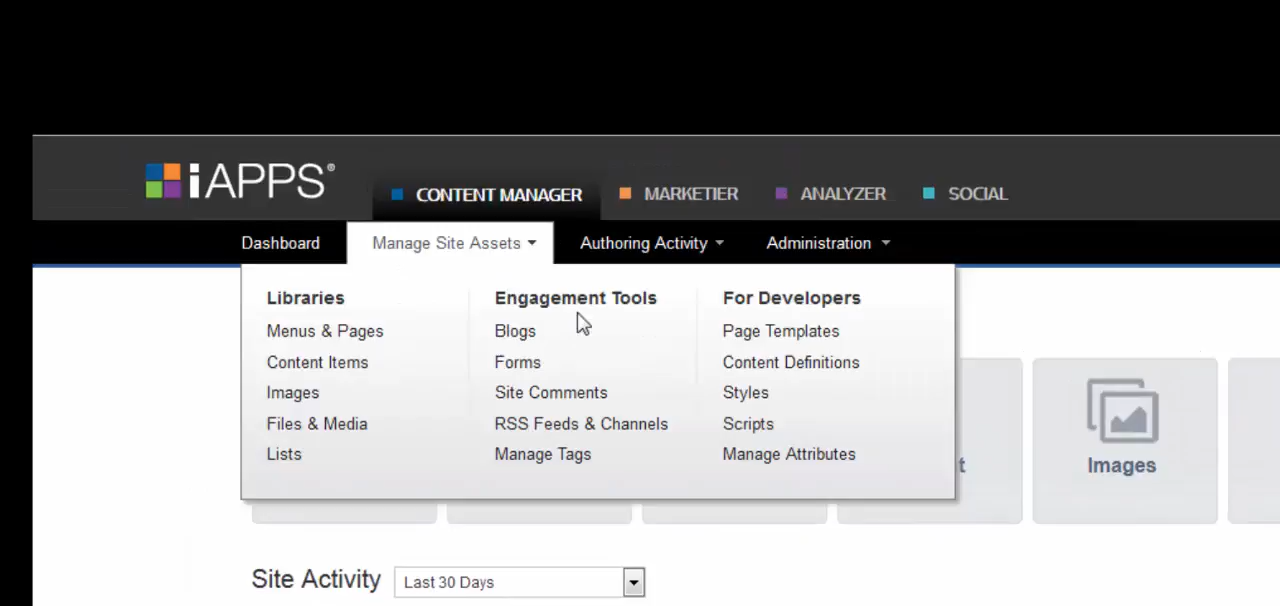 iAPPS®
CONTENT MANAGER
MARKETIER
ANALYZER
SOCIAL
Dashboard
Manage Site Assets
Authoring Activity
Administration
Libraries
Menus & Pages
Content Items
Images
Files & Media
Lists
Engagement Tools
Blogs
Forms
Site Comments
RSS Feeds & Channels
Manage Tags
For Developers
Page Templates
Content Definitions
Styles
Scripts
Manage Attributes
t
Images
Site Activity
Last 30 Days